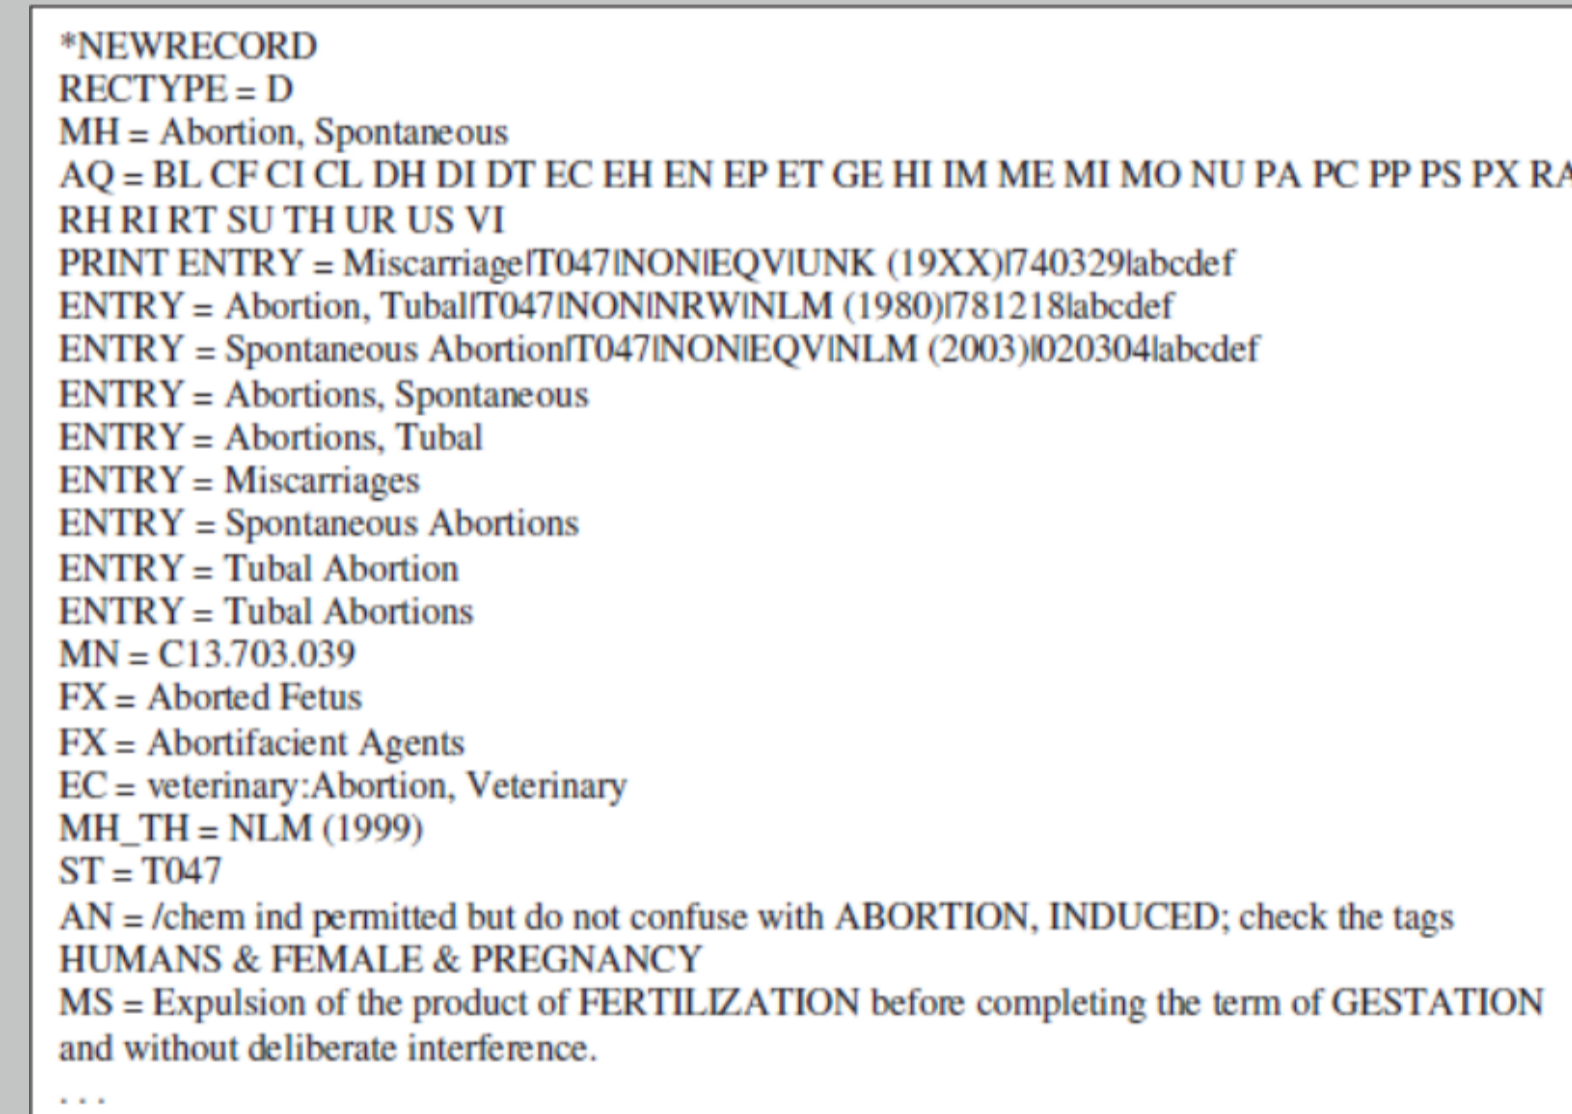 *NEWRECORD
RECTYPE = D
MH = Abortion, Spontaneous
AQ = BL CF CI CL DH DI DT EC EH EN EP ET GE HI IM ME MI MO NU PA PC PP PS PX RA
RH RI RT SU TH UR US VI
PRINT ENTRY = Miscarriage|T047|NON|EQV|UNK (19XX)|740329|abcdef
ENTRY = Abortion, Tubal|T047|NON|NRW|NLM (1980)|781218|abcdef
ENTRY = Spontaneous Abortion|T047|NON|EQV|NLM (2003)|020304|abcdef
ENTRY = Abortions, Spontaneous
ENTRY = Abortions, Tubal
ENTRY = Miscarriages
ENTRY = Spontaneous Abortions
ENTRY = Tubal Abortion
ENTRY = Tubal Abortions
MN = C13.703.039
FX = Aborted Fetus
FX = Abortifacient Agents
EC = veterinary:Abortion, Veterinary
MH_TH = NLM (1999)
ST = T047
AN = /chem ind permitted but do not confuse with ABORTION, INDUCED; check the tags
HUMANS & FEMALE & PREGNANCY
MS = Expulsion of the product of FERTILIZATION before completing the term of GESTATION
and without deliberate interference.
. . .